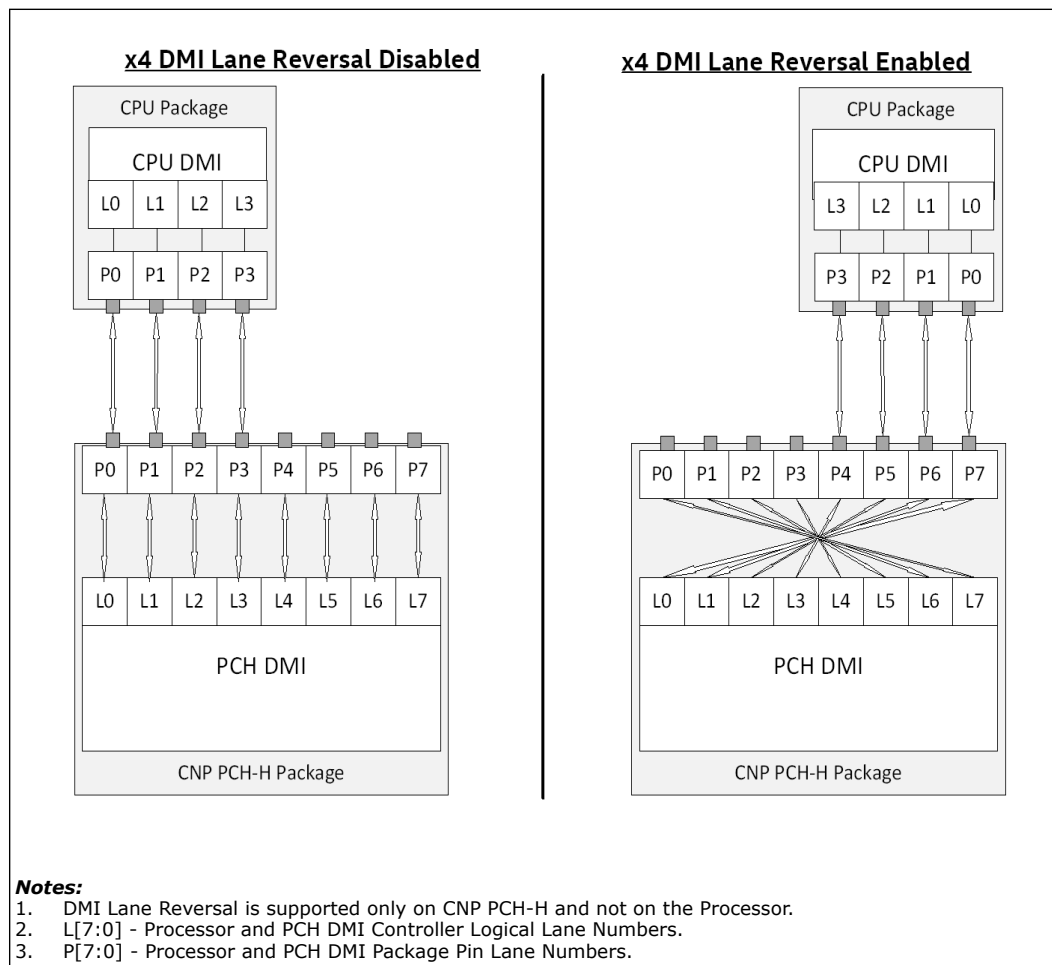 x4 DMI Lane Reversal Disabled
CPU Package
CPU DMI
L0 L1 L2 L3
P0 P1 P2 P3
P0 P1 P2 P3 P4 P5 P6 P7
L0 L1 L2 L3 L4 L5 L6 L7
PCH DMI
CNP PCH-H Package
x4 DMI Lane Reversal Enabled
CPU Package
CPU DMI
L3 L2 L1 L0
P3 P2 P1 P0
P0 P1 P2 P3 P4 P5 P6 P7
L0 L1 L2 L3 L4 L5 L6 L7
PCH DMI
CNP PCH-H Package
Notes:
1. DMI Lane Reversal is supported only on CNP PCH-H and not on the Processor.
2. L[7:0] - Processor and PCH DMI Controller Logical Lane Numbers.
3. P[7:0] - Processor and PCH DMI Package Pin Lane Numbers.